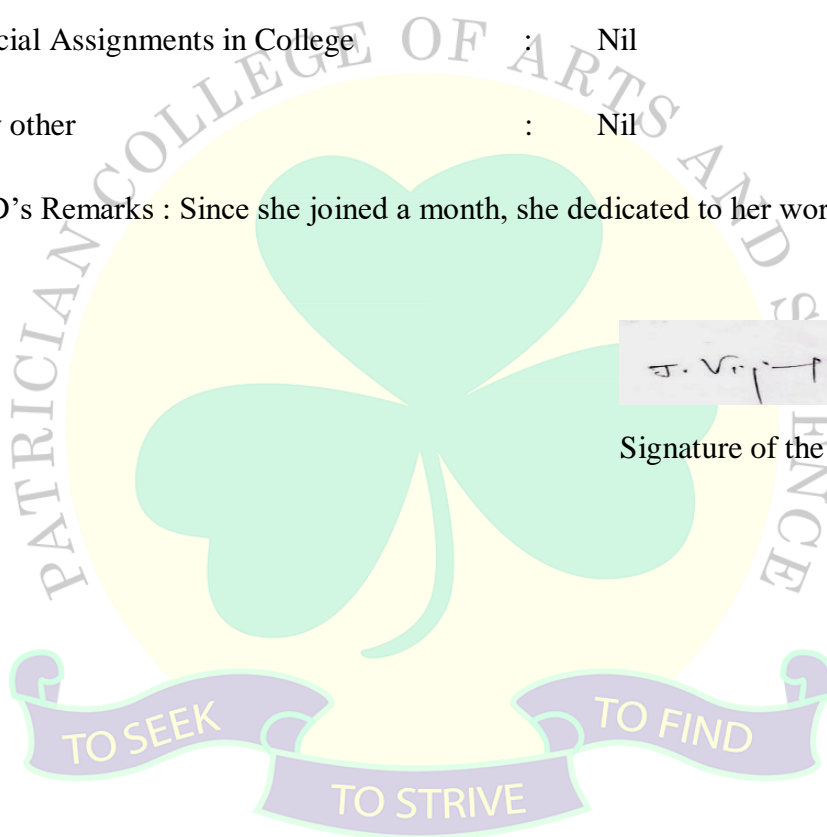 cial Assignments in College : Nil
other : Nil
D's Remarks : Since she joined a month, she dedicated to her wor
J.
Signature of the
PATRICIAN COLLEGE OF ARTS AND SCIENCE
TO SEEK
TO STRIVE
TO FIND